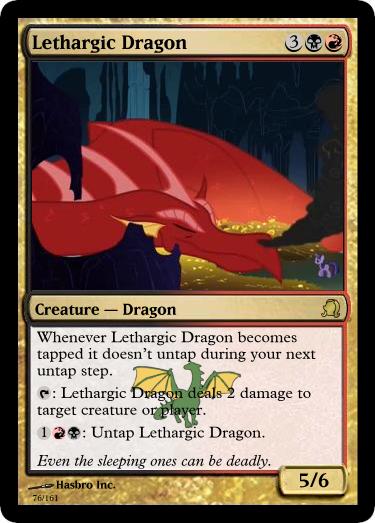 Lethargic Dragon 3
Creature — Dragon
Whenever Lethargic Dragon becomes
tapped it doesn't untap during your next
untap step.
: Lethargic Dragon deals 2 damage to
target creature or player.
1 : Untap Lethargic Dragon.
Even the sleeping ones can be deadly.
5/6
Hasbro Inc.
76/161